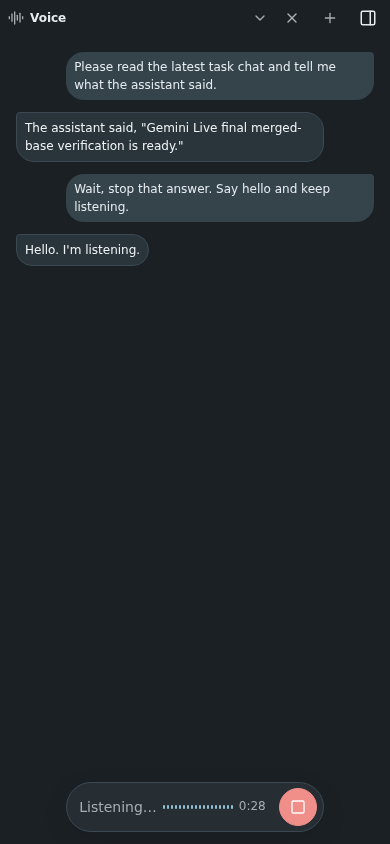 Voice
Please read the latest task chat and tell me
what the assistant said.
The assistant said, "Gemini Live final merged-
base verification is ready."
Wait, stop that answer. Say hello and keep
listening.
Hello. I'm listening.
Listening... 0:28